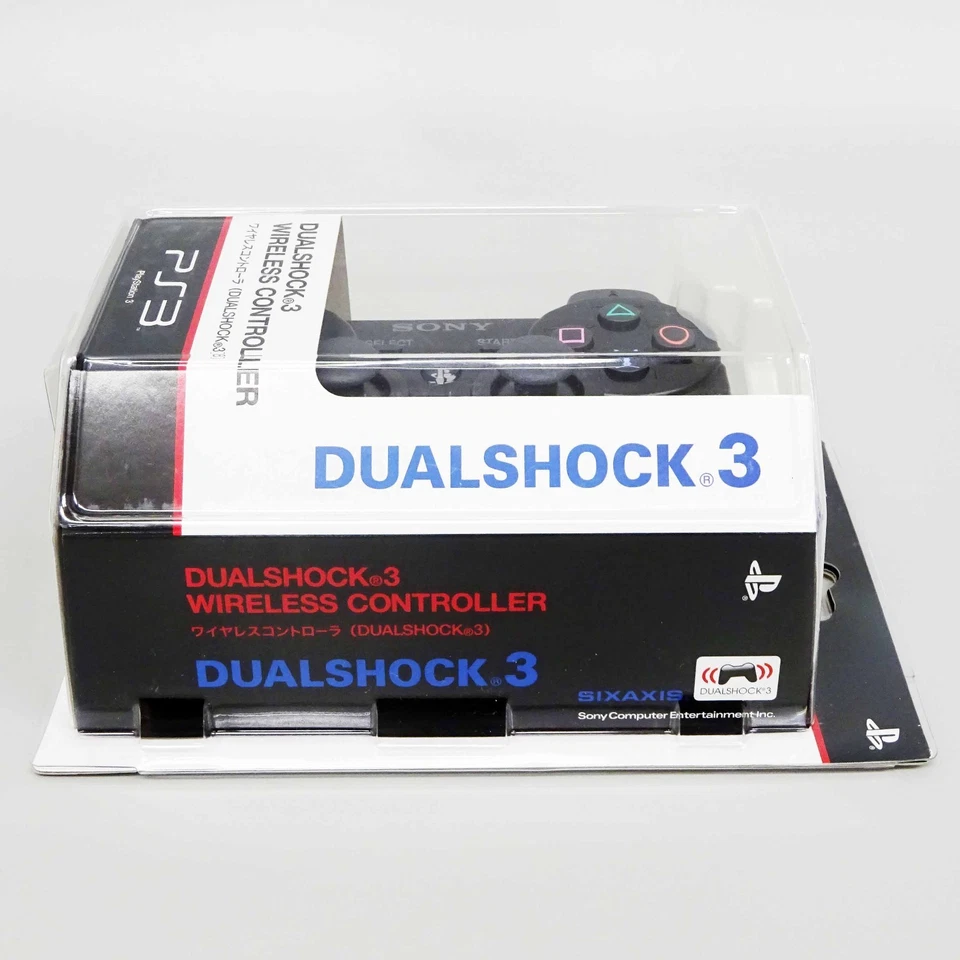 PS3
PlayStation 3
DUALSHOCK®3
WIRELESS CONTROLLER
ワイヤレスコントローラ (DUALSHOCK®3)
SONY
SELECT
START
DUALSHOCK®3
DUALSHOCK®3
WIRELESS CONTROLLER
ワイヤレスコントローラ (DUALSHOCK®3)
DUALSHOCK®3
SIXAXIS
DUALSHOCK®3
Sony Computer Entertainment Inc.